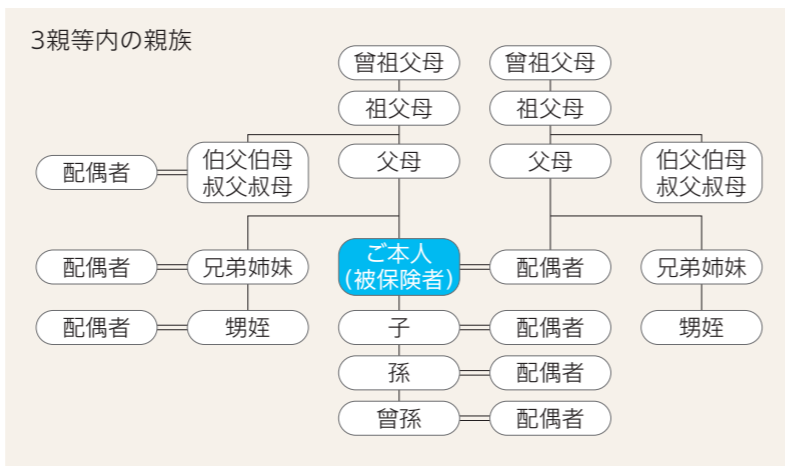 3親等内の親族
曾祖父母
曾祖父母
祖父母
祖父母
配偶者
伯父伯母
叔父叔母
父母
父母
伯父伯母
叔父叔母
配偶者
兄弟姉妹
ご本人
(被保険者)
配偶者
兄弟姉妹
配偶者
甥姪
子
配偶者
甥姪
孫
配偶者
曾孫
配偶者